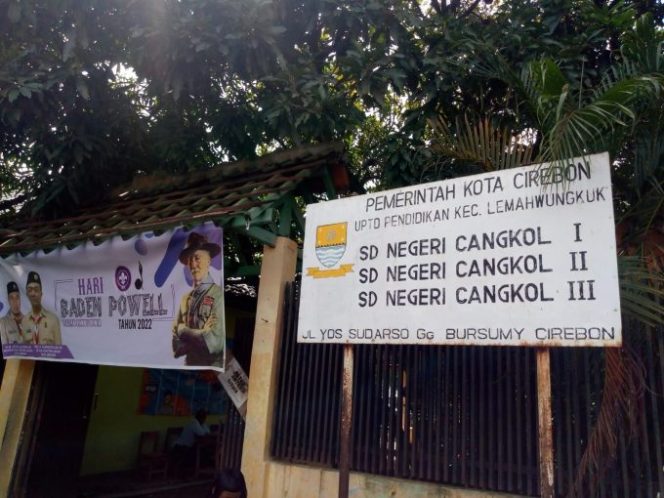 PEMERINTAH KOTA CIREBON
UPTD PENDIDIKAN KEC. LEMAHWUNGKUK
SD NEGERI CANGKOL I
SD NEGERI CANGKOL II
SD NEGERI CANGKOL III
JL YOS SUDARSO Gg BURSUMY CIREBON
HARI
BADEN POWELL
TAHUN 2022